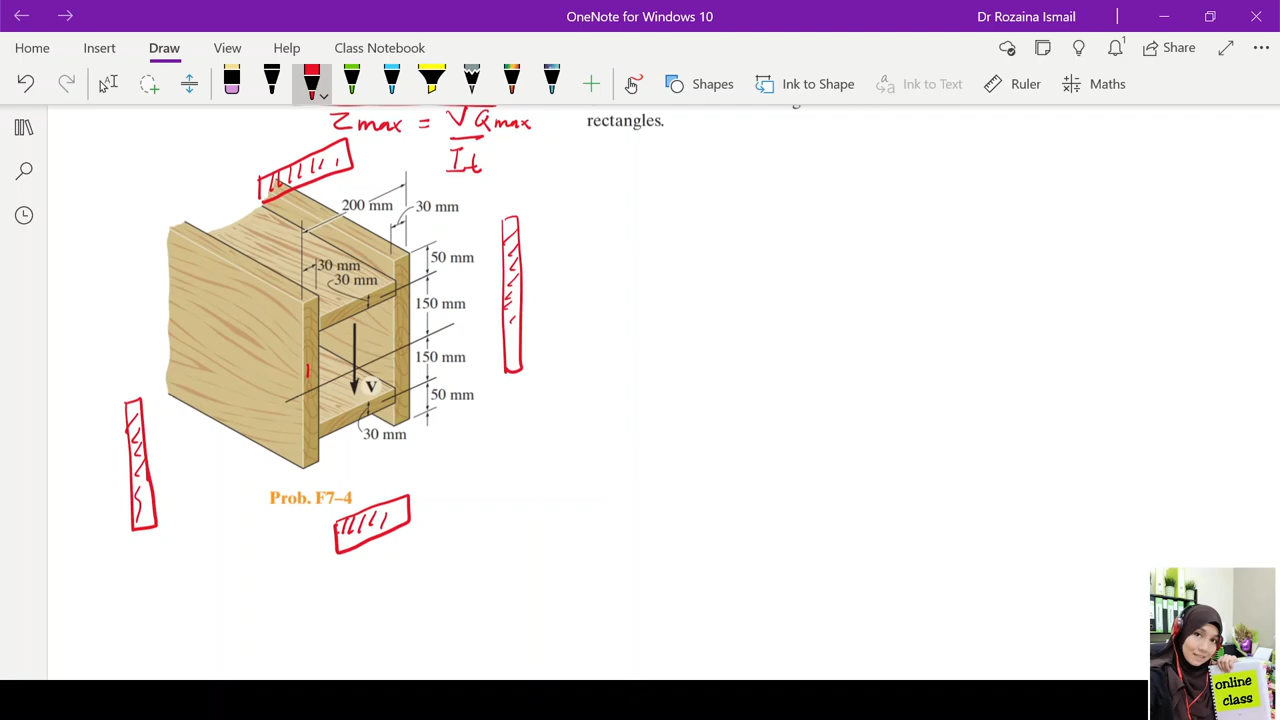 OneNote for Windows 10
Dr Rozaina Ismail
Home
Insert
Draw
View
Help
Class Notebook
1
Share
Shapes
Ink to Shape
Ink to Text
Ruler
Maths
τmax = VQmax
It
rectangles.
200 mm
30 mm
50 mm
30 mm
30 mm
150 mm
150 mm
V
50 mm
30 mm
Prob. F7–4
online
class